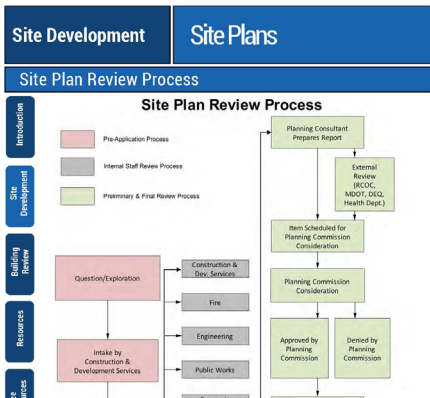 Site Development
Site Plans
Site Plan Review Process
Introduction
Site
Development
Building
Review
Resources
Site Plan Review Process
Pre-Application Process
Internal Staff Review Process
Preliminary & Final Review Process
Question/Exploration
Intake by
Construction &
Development Services
Construction &
Dev. Services
Fire
Engineering
Public Works
Planning Consultant
Prepares Report
External
Review
(RCOC,
MDOT, DEQ,
Health Dept.)
Item Scheduled for
Planning Commission
Consideration
Planning Commission
Consideration
Approved by
Planning
Commission
Denied by
Planning
Commission